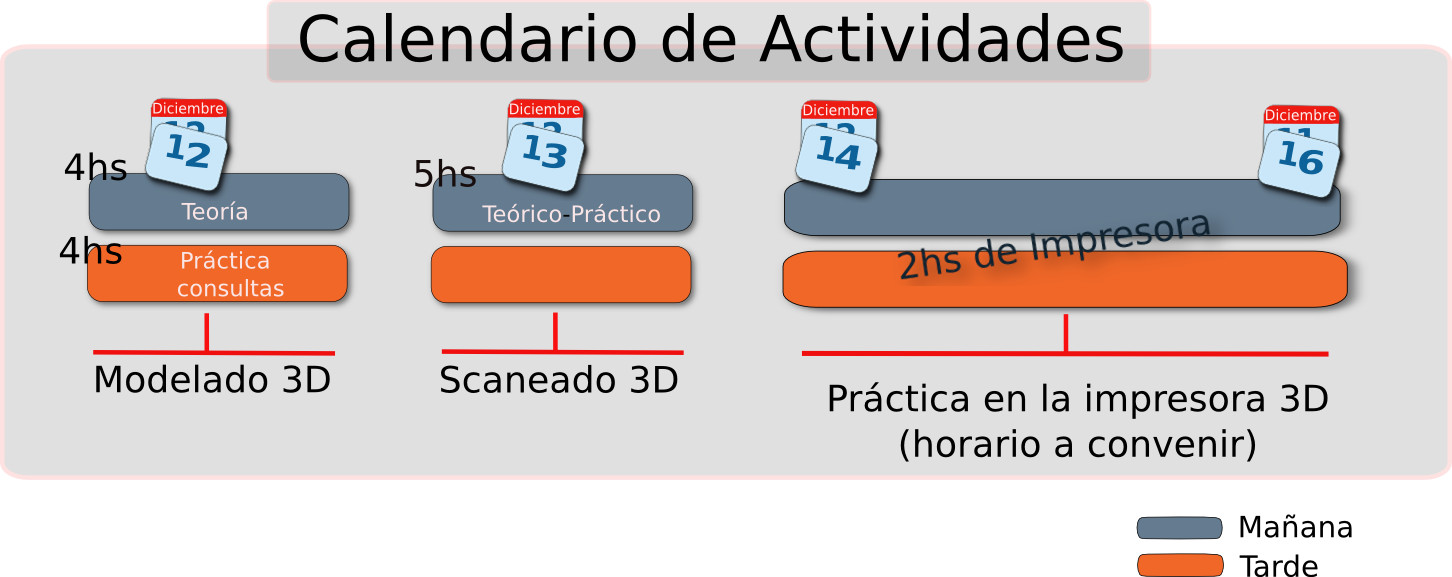 Calendario de Actividades
Diciembre
12
4hs
Teoría
4hs
Práctica
consultas
Modelado 3D
Diciembre
13
5hs
Teórico-Práctico
Scaneado 3D
Diciembre
14
Diciembre
11
16
2hs de Impresora
Práctica en la impresora 3D
(horario a convenir)
Mañana
Tarde